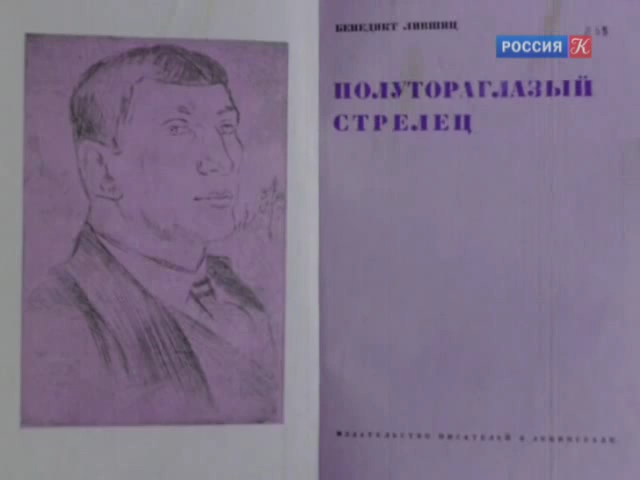 БЕНЕДИКТ ЛИВШИЦ
РОССИЯ К
ПОЛУТОРАГЛАЗЫЙ
СТРЕЛЕЦ
ИЗДАТЕЛЬСТВО ПИСАТЕЛЕЙ В ЛЕНИНГРАДЕ